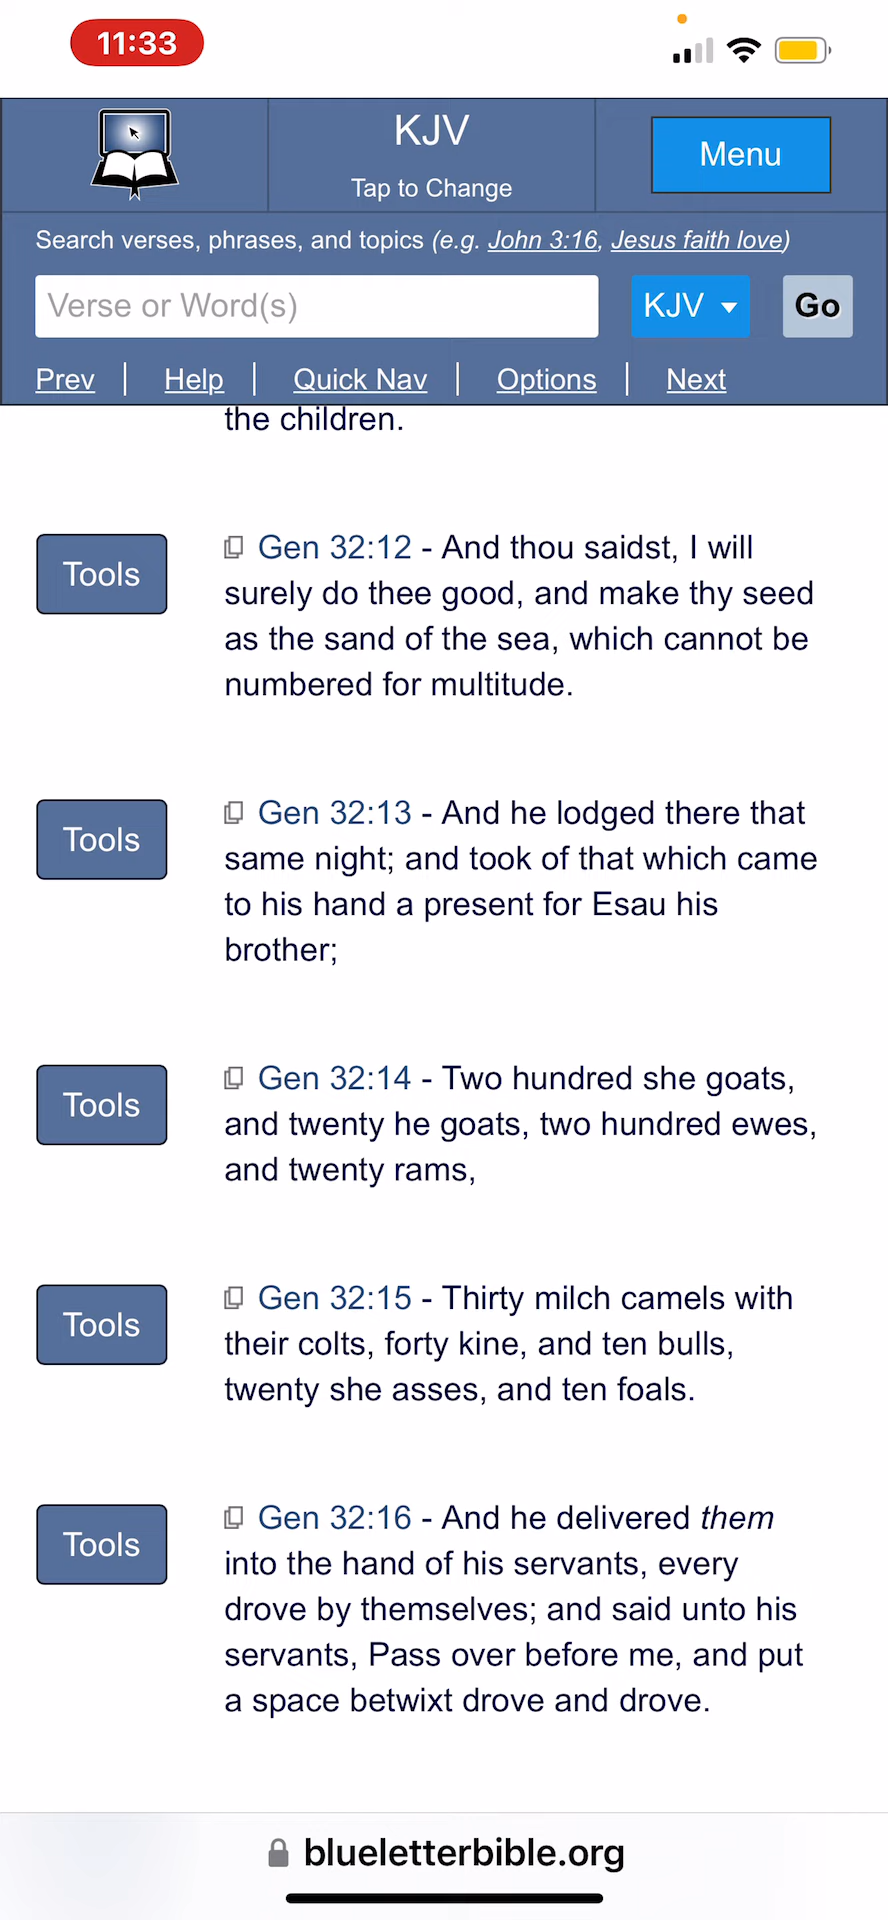 11:33
KJV
Tap to Change
Menu
Search verses, phrases, and topics (e.g. John 3:16, Jesus faith love)
Verse or Word(s)
KJV
Go
Prev | Help | Quick Nav | Options | Next
the children.
Tools
Gen 32:12 - And thou saidst, I will
surely do thee good, and make thy seed
as the sand of the sea, which cannot be
numbered for multitude.
Tools
Gen 32:13 - And he lodged there that
same night; and took of that which came
to his hand a present for Esau his
brother;
Tools
Gen 32:14 - Two hundred she goats,
and twenty he goats, two hundred ewes,
and twenty rams,
Tools
Gen 32:15 - Thirty milch camels with
their colts, forty kine, and ten bulls,
twenty she asses, and ten foals.
Tools
Gen 32:16 - And he delivered them
into the hand of his servants, every
drove by themselves; and said unto his
servants, Pass over before me, and put
a space betwixt drove and drove.
blueletterbible.org